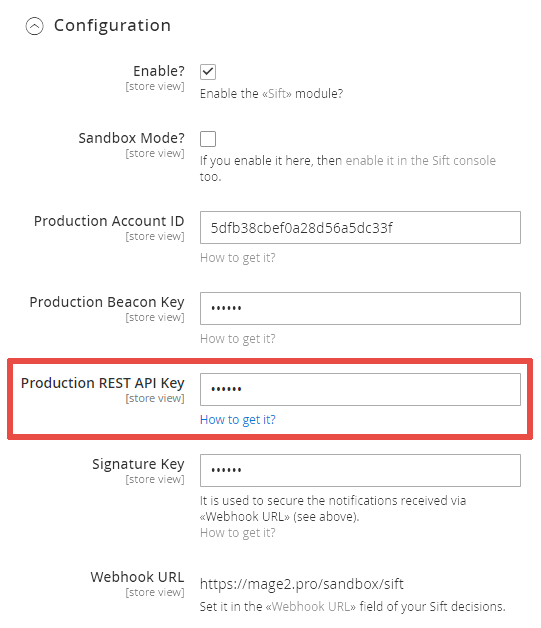 Configuration
Enable?
[store view]
Enable the «Sift» module?
Sandbox Mode?
[store view]
If you enable it here, then enable it in the Sift console
too.
Production Account ID
[store view]
5dfb38cbef0a28d56a5dc33f
How to get it?
Production Beacon Key
[store view]
••••••
How to get it?
Production REST API Key
[store view]
••••••
How to get it?
Signature Key
[store view]
••••••
It is used to secure the notifications received via
«Webhook URL» (see above).
How to get it?
Webhook URL
[store view]
https://mage2.pro/sandbox/sift
Set it in the «Webhook URL» field of your Sift decisions.